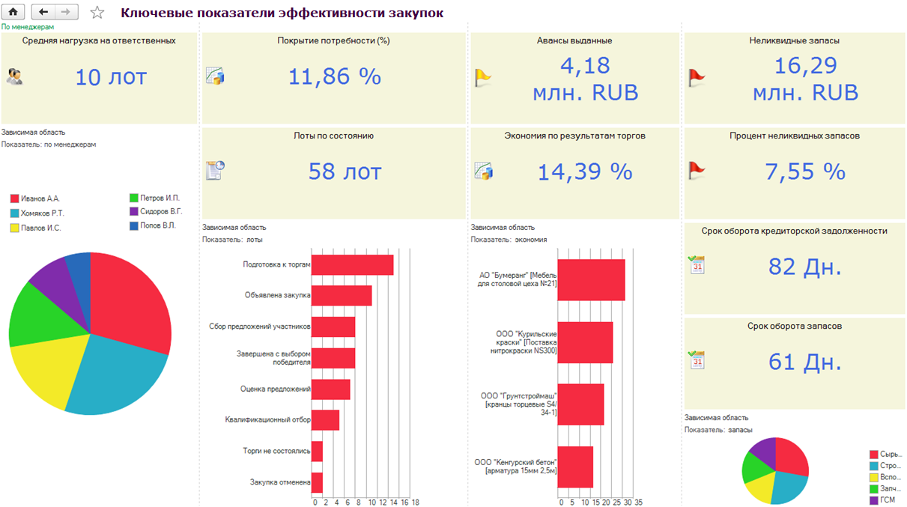 Ключевые показатели эффективности закупок
По менеджерам
Средняя нагрузка на ответственных
10 лот
Покрытие потребности (%)
11,86 %
Авансы выданные
4,18
млн. RUB
Неликвидные запасы
16,29
млн. RUB
Зависимая область
Показатель: по менеджерам
Иванов А.А.
Хомяков Р.Т.
Павлов И.С.
Петров И.П.
Сидоров В.Г.
Попов В.Л.
Лоты по состоянию
58 лот
Зависимая область
Показатель: лоты
Подготовка к торгам
Объявлена закупка
Сбор предложений участников
Завершена с выбором
победителя
Оценка предложений
Квалификационный отбор
Торги не состоялись
Закупка отменена
0 2 4 6 8 10 12 14 16 18
Экономия по результатам торгов
14,39 %
Зависимая область
Показатель: экономия
АО "Бумеранг" [Мебель
для столовой цеха №21]
ООО "Курильские
краски" [Поставка
нитрокраски NS300]
ООО "Грунтстроймаш"
[кранцы торцевые S4/
34-1]
ООО "Кенгурский бетон"
[арматура 15мм 2,5м]
0 5 10 15 20 25 30 35
Процент неликвидных запасов
7,55 %
Срок оборота кредиторской задолженности
82 Дн.
Срок оборота запасов
61 Дн.
Зависимая область
Показатель: запасы
Сырь...
Стро...
Вспо...
Запч...
ГСМ